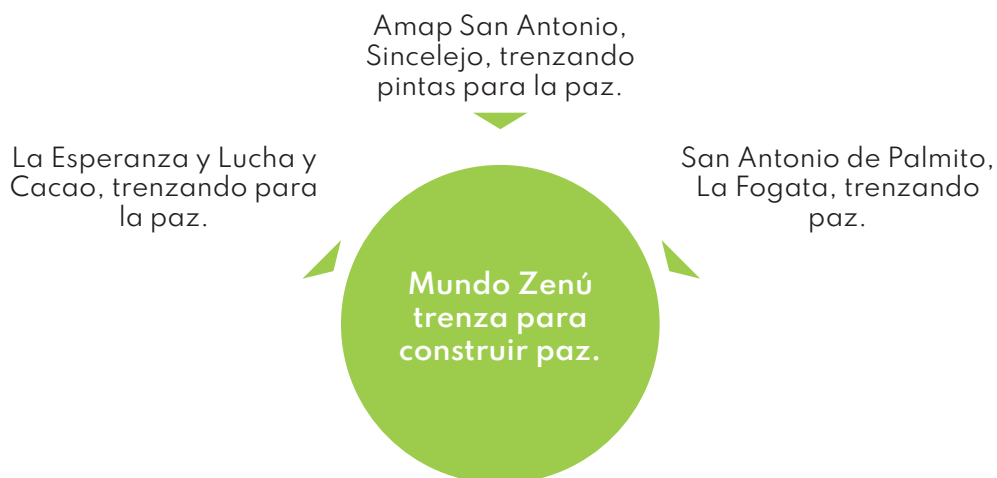 Amap San Antonio,
Sincelejo, trenzando
pintas para la paz.
La Esperanza y Lucha y
Cacao, trenzando para
la paz.
San Antonio de Palmito,
La Fogata, trenzando
paz.
Mundo Zenú
trenza para
construir paz.